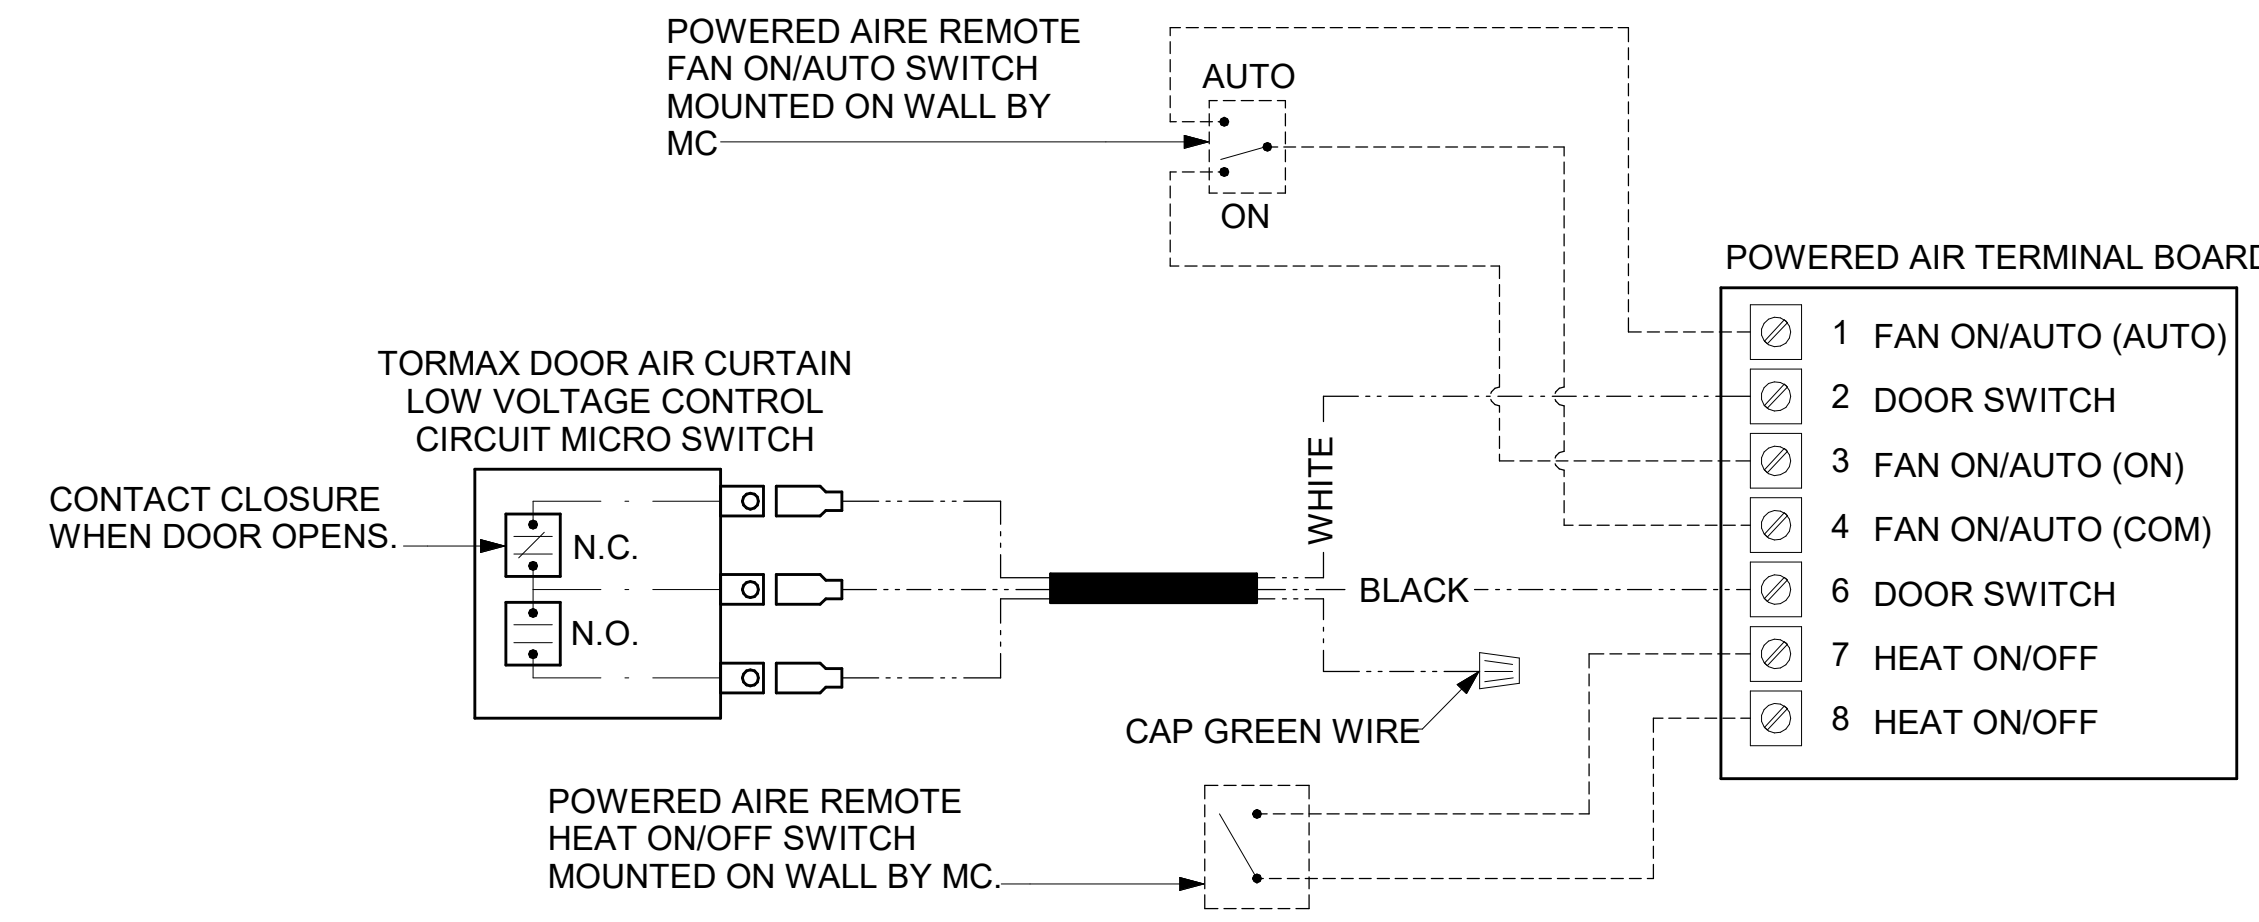 POWERED AIRE REMOTE
FAN ON/AUTO SWITCH
MOUNTED ON WALL BY
MC
AUTO
ON
POWERED AIR TERMINAL BOARD
1 FAN ON/AUTO (AUTO)
2 DOOR SWITCH
3 FAN ON/AUTO (ON)
4 FAN ON/AUTO (COM)
6 DOOR SWITCH
7 HEAT ON/OFF
8 HEAT ON/OFF
TORMAX DOOR AIR CURTAIN
LOW VOLTAGE CONTROL
CIRCUIT MICRO SWITCH
CONTACT CLOSURE
WHEN DOOR OPENS.
N.C.
N.O.
WHITE
BLACK
CAP GREEN WIRE
POWERED AIRE REMOTE
HEAT ON/OFF SWITCH
MOUNTED ON WALL BY MC.